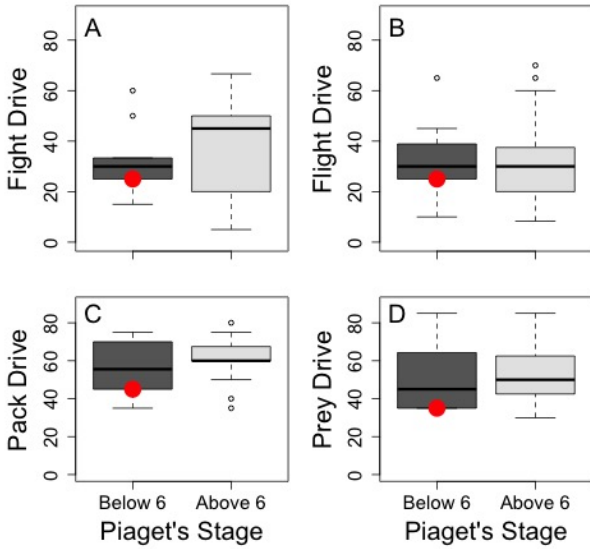 A
B
Fight Drive
0 20 40 60 80
Flight Drive
0 20 40 60 80
C
D
Pack Drive
0 20 40 60 80
Prey Drive
0 20 40 60 80
Below 6 Above 6
Below 6 Above 6
Piaget's Stage
Piaget's Stage